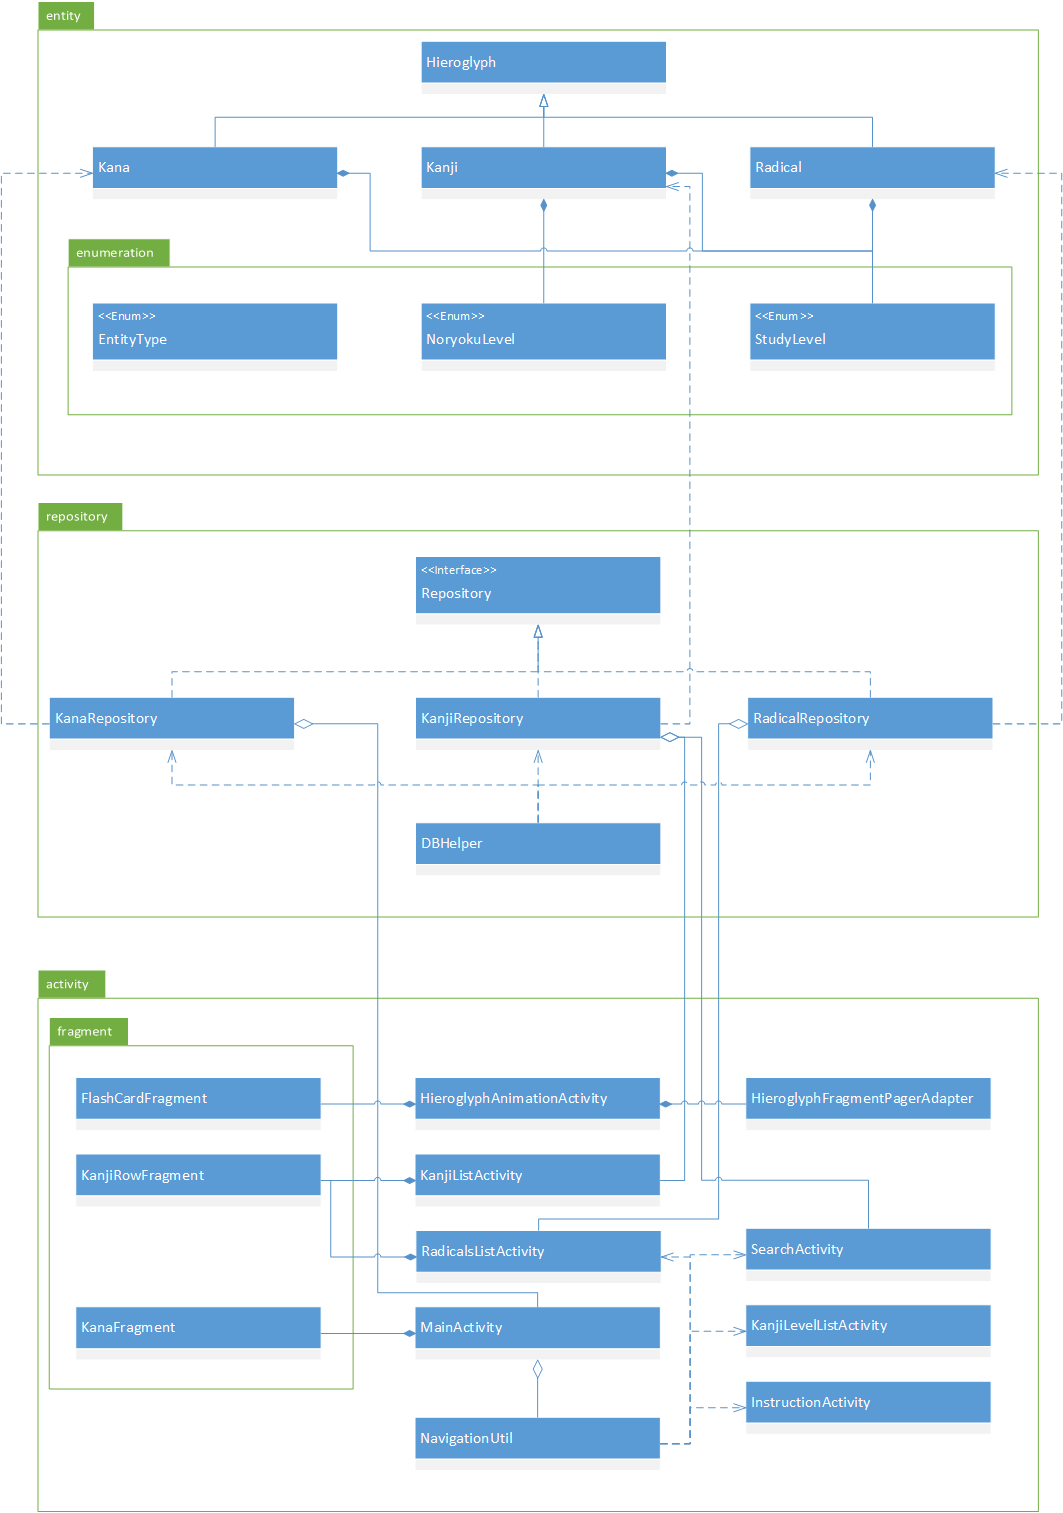 entity
Hieroglyph
Kana
Kanji
Radical
enumeration
<<Enum>>
EntityType
<<Enum>>
NoryokuLevel
<<Enum>>
StudyLevel
repository
<<Interface>>
Repository
KanaRepository
KanjiRepository
RadicalRepository
DBHelper
activity
fragment
FlashCardFragment
HieroglyphAnimationActivity
HieroglyphFragmentPagerAdapter
KanjiRowFragment
KanjiListActivity
RadicalsListActivity
SearchActivity
KanaFragment
MainActivity
KanjiLevelListActivity
InstructionActivity
NavigationUtil